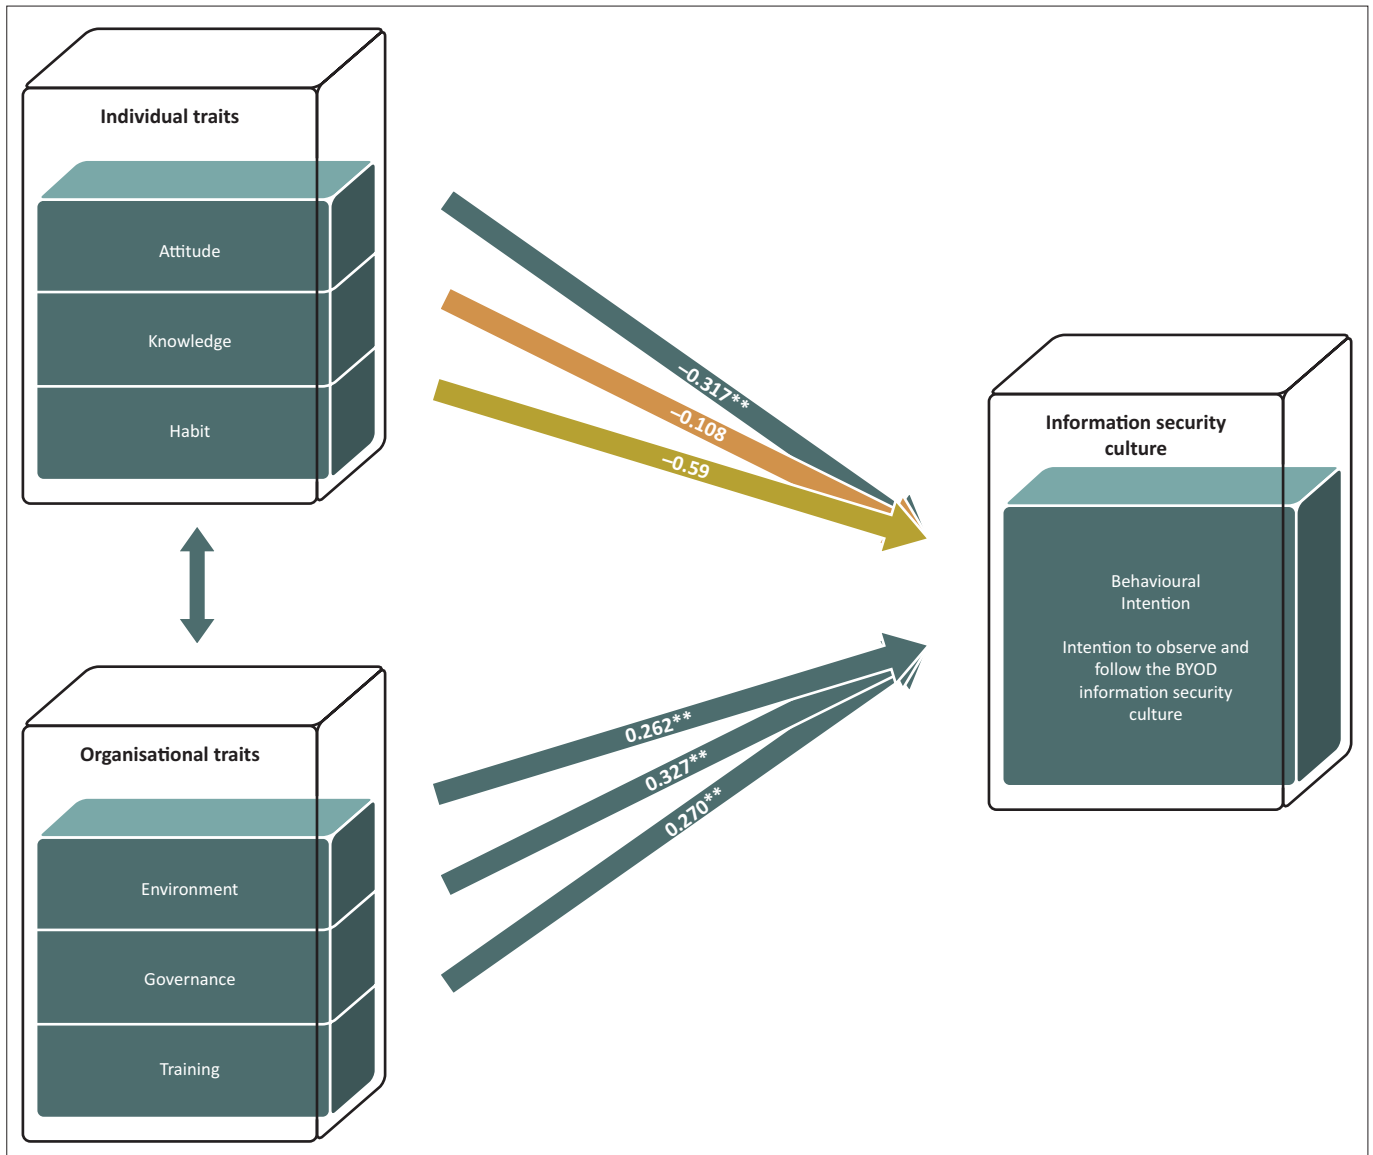 Individual traits
Attitude
Knowledge
Habit
–0.317**
–0.108
–0.59
Information security
culture
Behavioural
Intention
Intention to observe and
follow the BYOD
information security
culture
Organisational traits
Environment
Governance
Training
0.262**
0.327**
0.270**